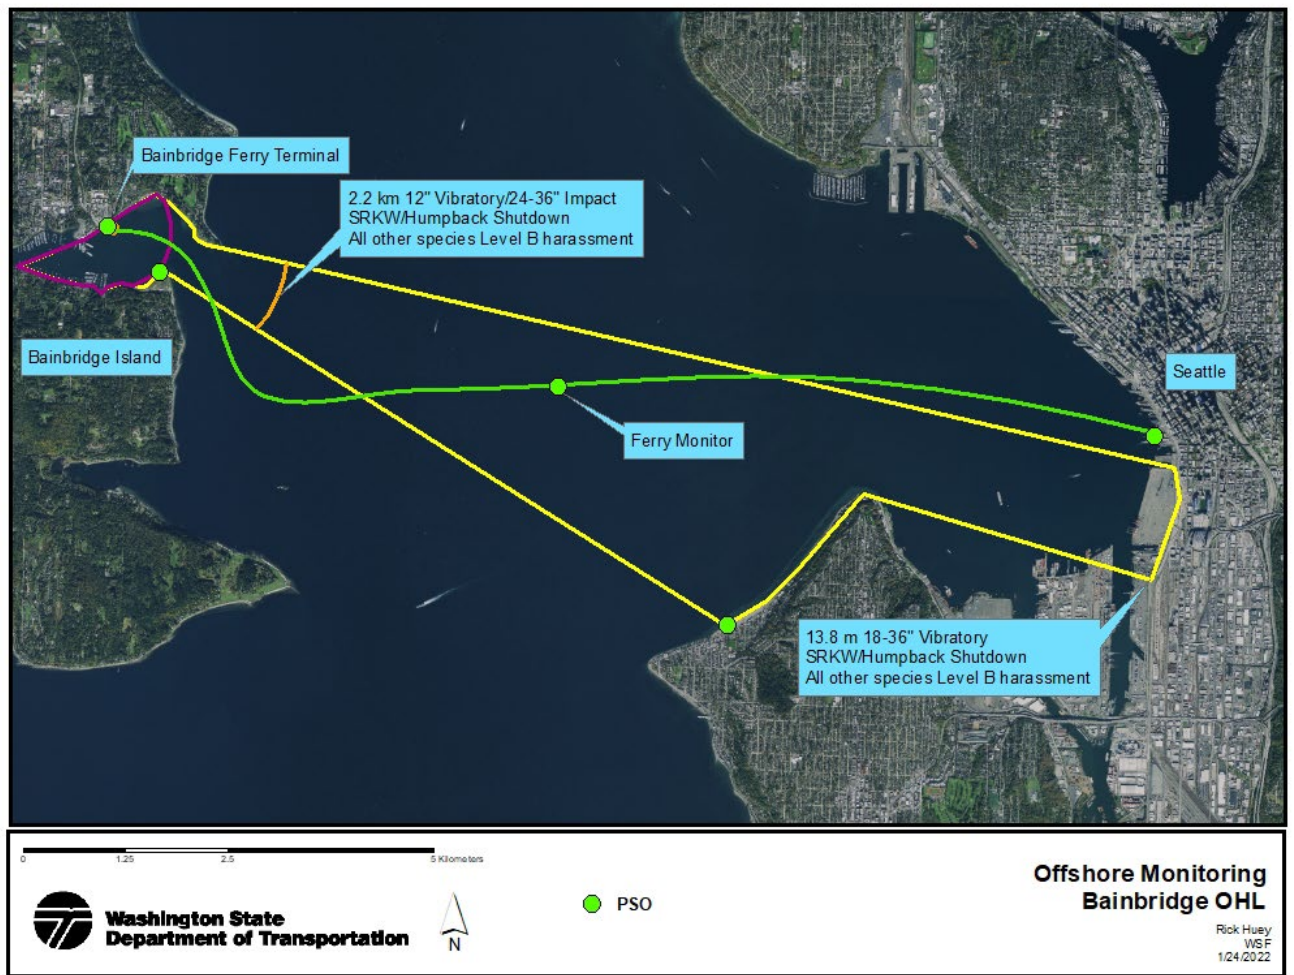 Bainbridge Ferry Terminal
2.2 km 12" Vibratory/24-36" Impact
SRKW/Humpback Shutdown
All other species Level B harassment
Bainbridge Island
Seattle
Ferry Monitor
13.8 m 18-36" Vibratory
SRKW/Humpback Shutdown
All other species Level B harassment
0 1.25 2.5 5 Kilometers
Washington State
Department of Transportation
N
PSO
Offshore Monitoring
Bainbridge OHL
Rick Huey
WSF
1/24/2022